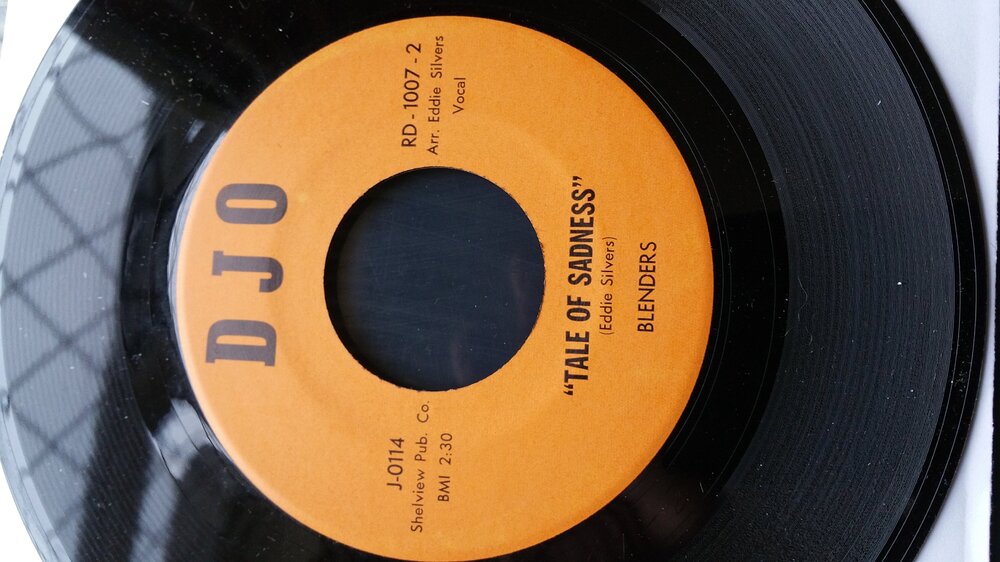 DJO
J-0114
Shelview Pub. Co.
BMI 2:30
RD-1007-2
Arr. Eddie Silvers
Vocal
"TALE OF SADNESS"
(Eddie Silvers)
BLENDERS